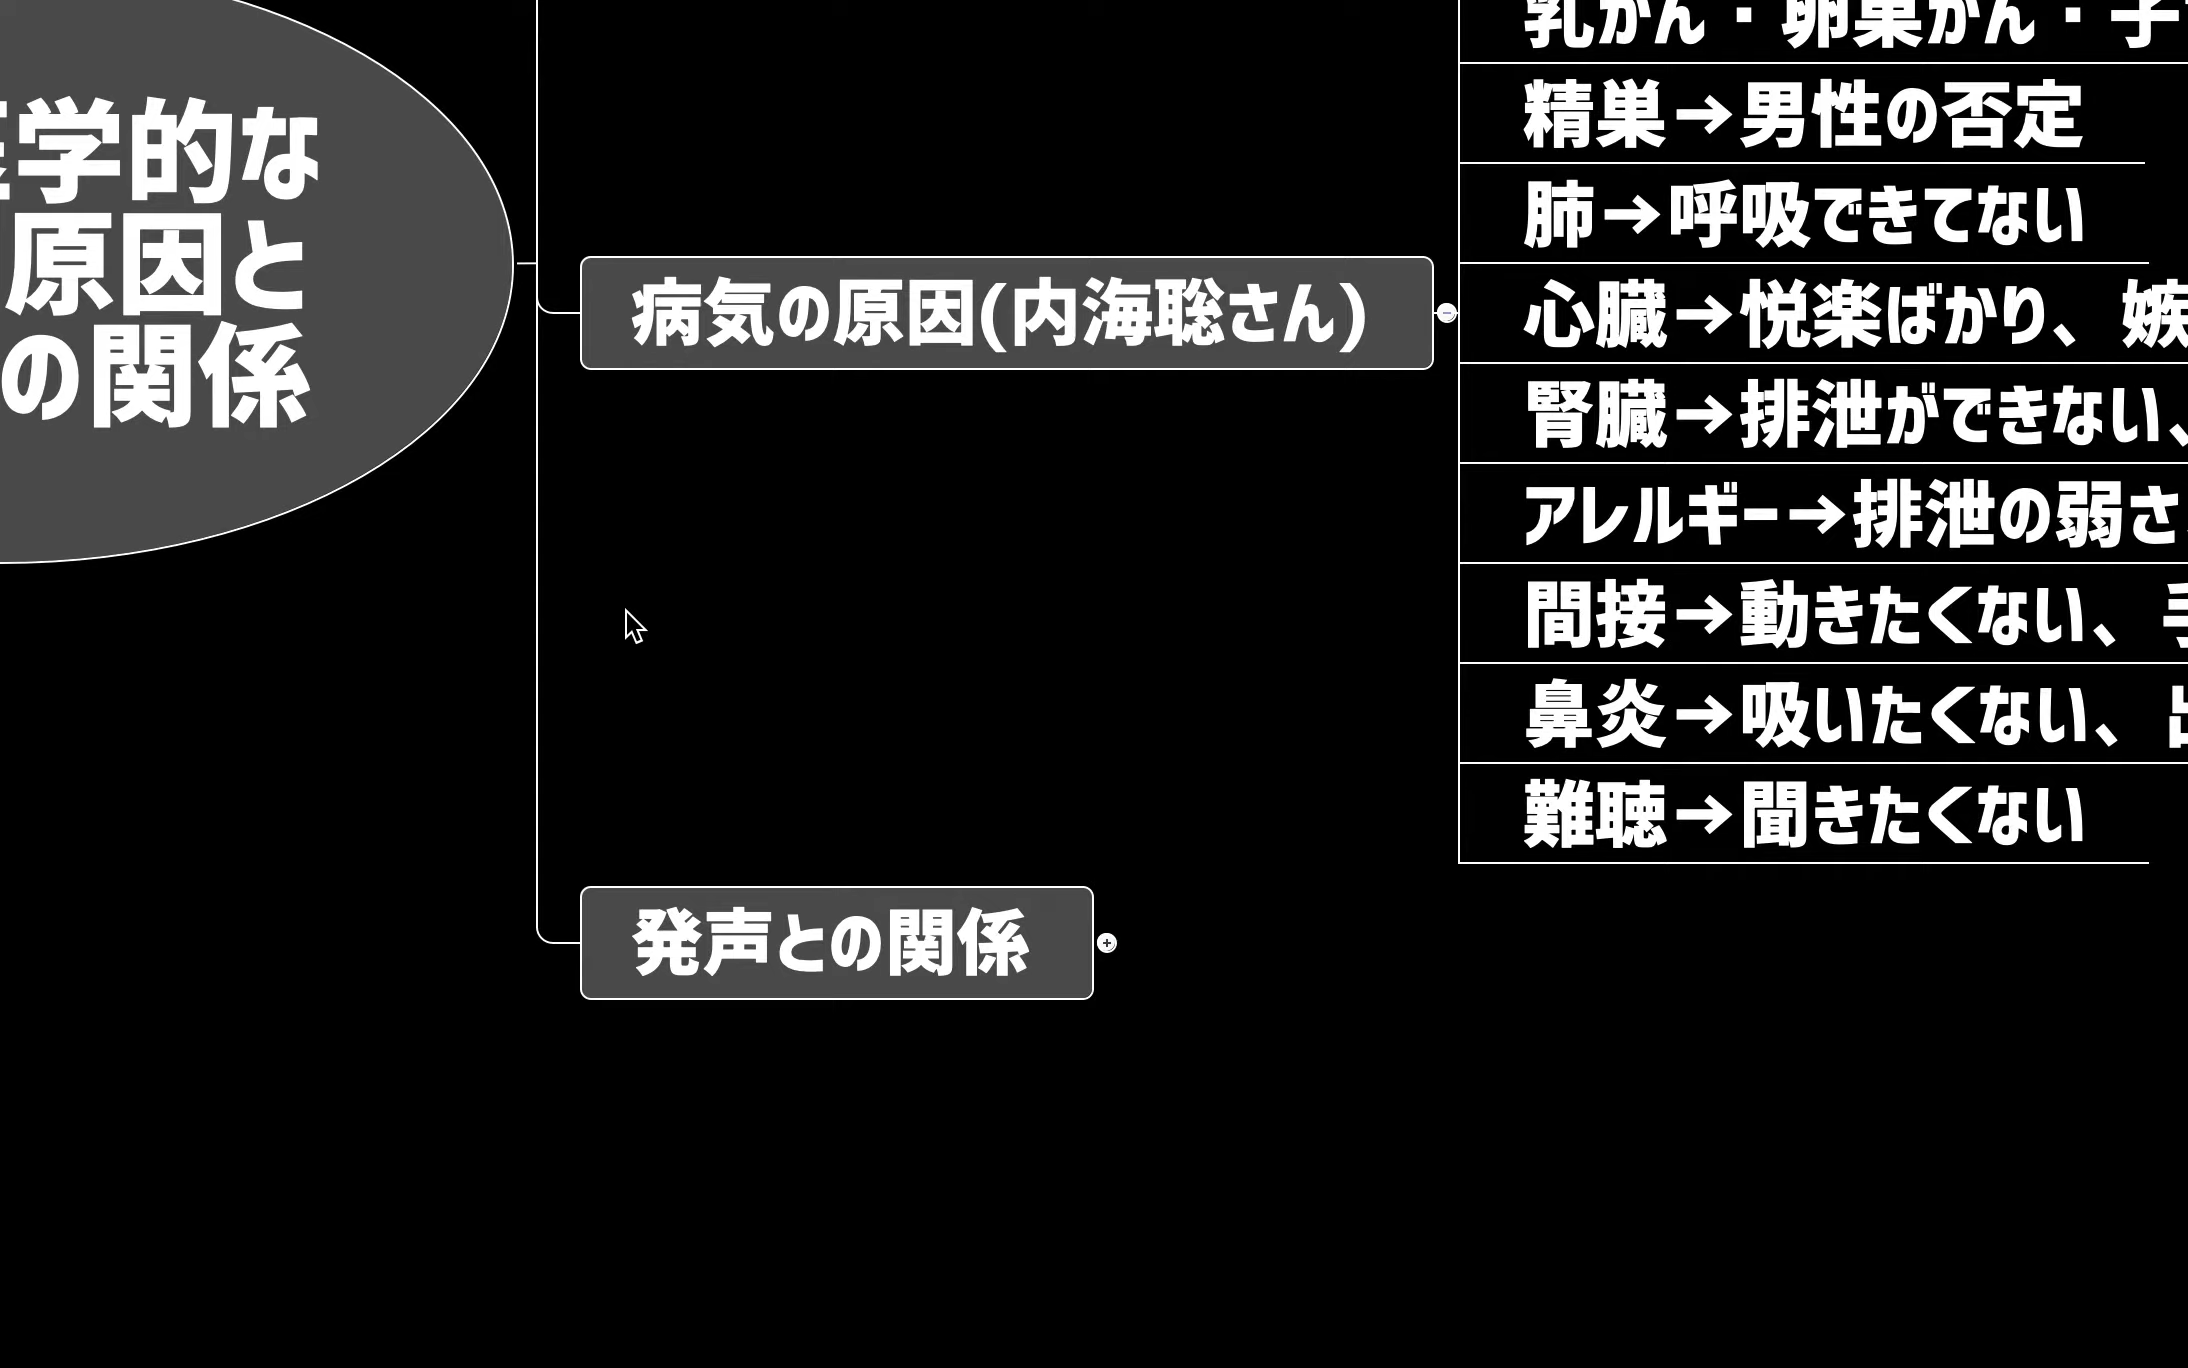 学的な
原因と
の関係
病気の原因(内海聡さん)
乳がん・卵巣がん・子
精巣→男性の否定
肺→呼吸できてない
心臓→悦楽ばかり、嫉
腎臓→排泄ができない、
アレルギー→排泄の弱さ
間接→動きたくない、手
鼻炎→吸いたくない、出
難聴→聞きたくない
発声との関係